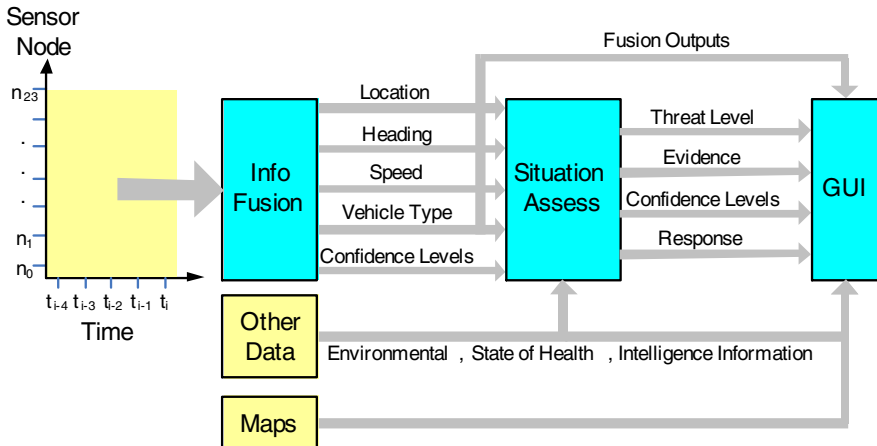 Sensor
Node
n23
.
.
.
n1
n0
ti-4 ti-3 ti-2 ti-1 ti
Time
Info
Fusion
Location
Heading
Speed
Vehicle Type
Confidence Levels
Fusion Outputs
Situation
Assess
Threat Level
Evidence
Confidence Levels
Response
GUI
Other
Data
Environmental , State of Health , Intelligence Information
Maps